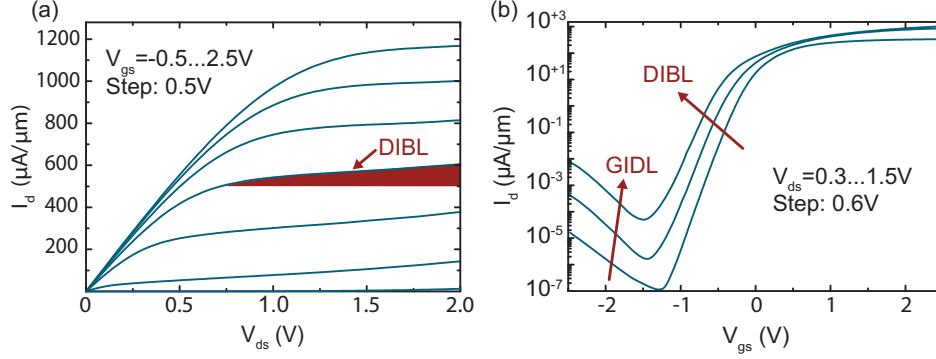 (a)
1200
1000
800
600
400
200
I_d (µA/µm)
V_gs=-0.5...2.5V
Step: 0.5V
DIBL
0 0.5 1.0 1.5 2.0
V_ds (V)
(b)
10^+3
10^+1
10^-1
10^-3
10^-5
10^-7
I_d (µA/µm)
DIBL
GIDL
V_ds=0.3...1.5V
Step: 0.6V
-2 -1 0 1 2
V_gs (V)